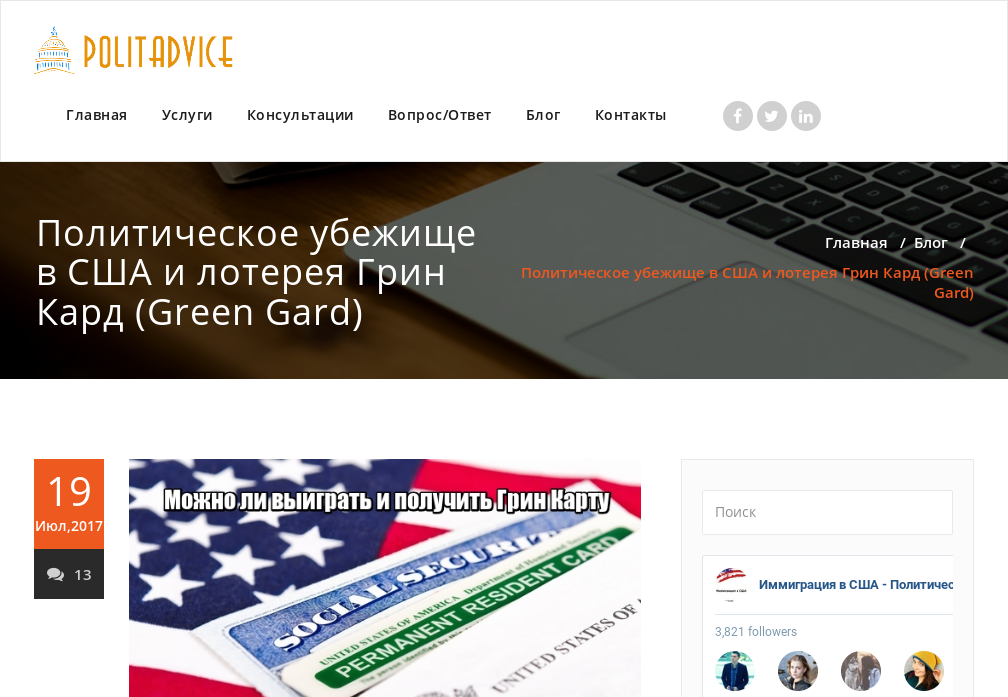 POLITADVICE
Главная Услуги Консультации Вопрос/Ответ Блог Контакты
Политическое убежище
в США и лотерея Грин
Кард (Green Gard)
Главная / Блог /
Политическое убежище в США и лотерея Грин Кард (Green
Gard)
19
Июл,2017
13
Можно ли выиграть и получить Грин Карту
SOCIAL SECURITY
UNITED STATES OF AMERICA Department of Homeland Security
PERMANENT RESIDENT CARD
UNITED STATES OF
Поиск
Иммиграция в США - Политичес
3,821 followers